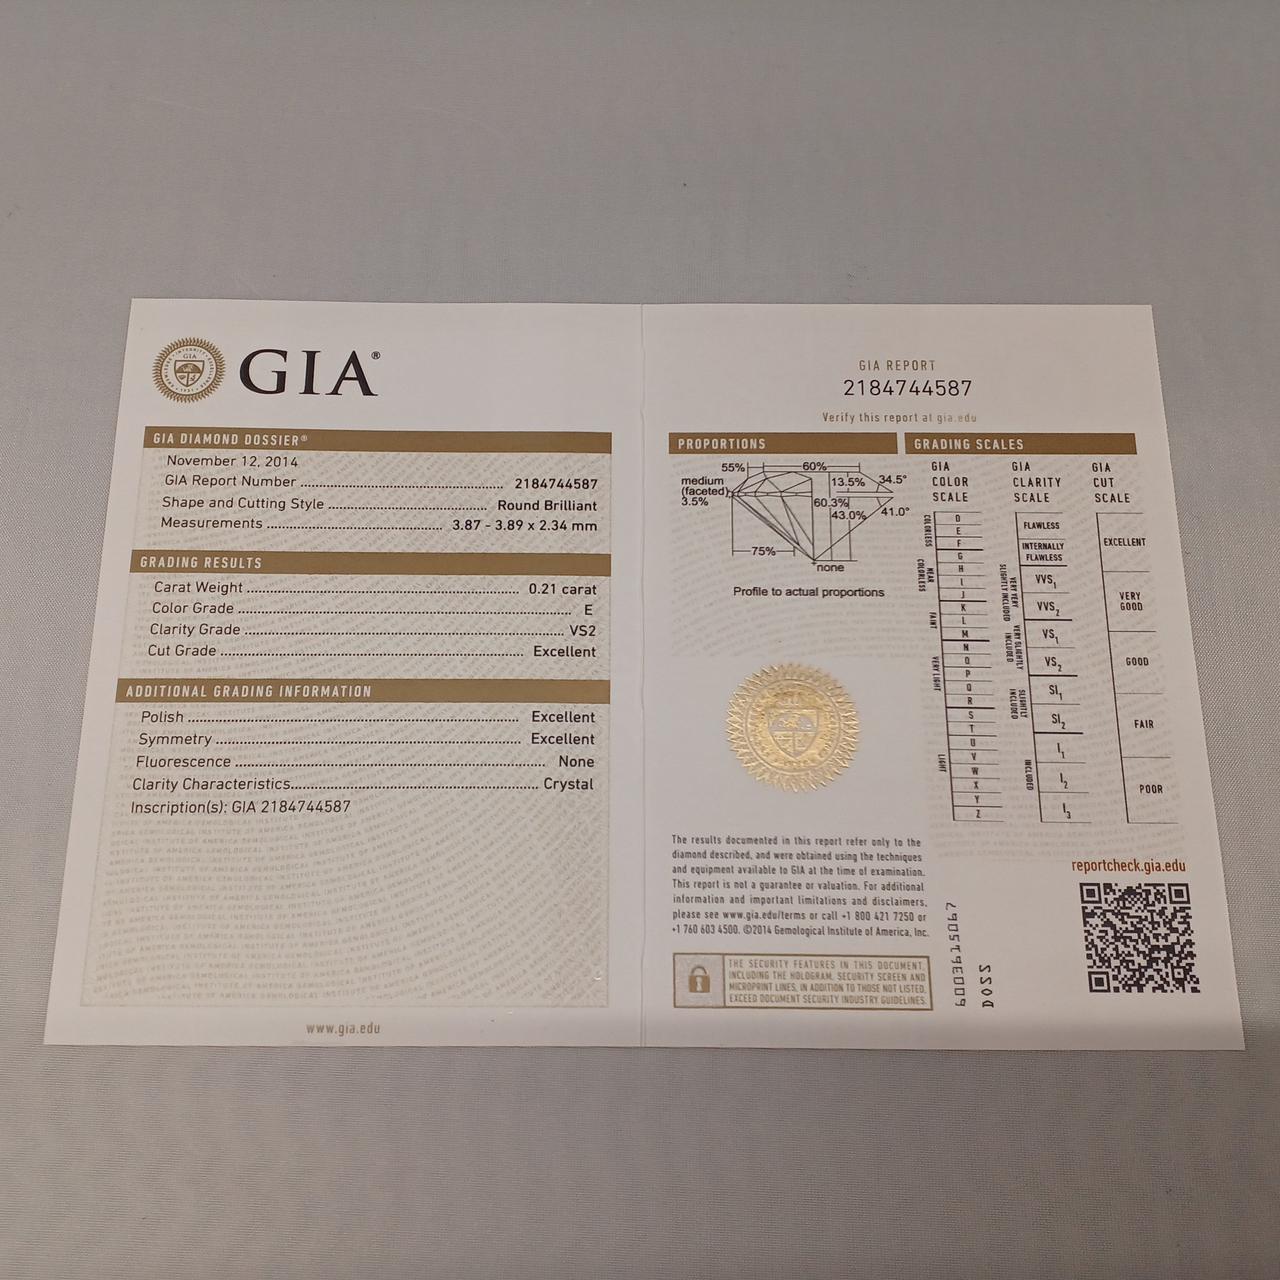 GIA®
GIA DIAMOND DOSSIER®
November 12, 2014
GIA Report Number 2184744587
Shape and Cutting Style Round Brilliant
Measurements 3.87 - 3.89 x 2.34 mm
GRADING RESULTS
Carat Weight 0.21 carat
Color Grade E
Clarity Grade VS2
Cut Grade Excellent
ADDITIONAL GRADING INFORMATION
Polish Excellent
Symmetry Excellent
Fluorescence None
Clarity Characteristics Crystal
Inscription(s): GIA 2184744587
www.gia.edu
GIA REPORT
2184744587
Verify this report at gia.edu
PROPORTIONS
55%
60%
medium
(faceted)
3.5%
13.5%
34.5°
60.3%
43.0%
41.0°
75%
none
Profile to actual proportions
The results documented in this report refer only to the
diamond described, and were obtained using the techniques
and equipment available to GIA at the time of examination.
This report is not a guarantee or valuation. For additional
information and important limitations and disclaimers,
please see www.gia.edu/terms or call +1 800 421 7250 or
+1 760 603 4500. ©2014 Gemological Institute of America, Inc.
THE SECURITY FEATURES IN THIS DOCUMENT,
INCLUDING THE HOLOGRAM, SECURITY SCREEN AND
MICROPRINT LINES, IN ADDITION TO THOSE NOT LISTED,
EXCEED DOCUMENT SECURITY INDUSTRY GUIDELINES.
GRADING SCALES
GIA
COLOR
SCALE
COLORLESS
D
E
F
NEAR COLORLESS
G
H
I
J
FAINT
K
L
M
VERY LIGHT
N
O
P
Q
R
LIGHT
S
T
U
V
W
X
Y
Z
GIA
CLARITY
SCALE
FLAWLESS
INTERNALLY
FLAWLESS
VERY VERY SLIGHTLY INCLUDED
VVS1
VVS2
VERY SLIGHTLY INCLUDED
VS1
VS2
SLIGHTLY INCLUDED
SI1
SI2
INCLUDED
I1
I2
I3
GIA
CUT
SCALE
EXCELLENT
VERY
GOOD
GOOD
FAIR
POOR
reportcheck.gia.edu
6003615067
DOSS